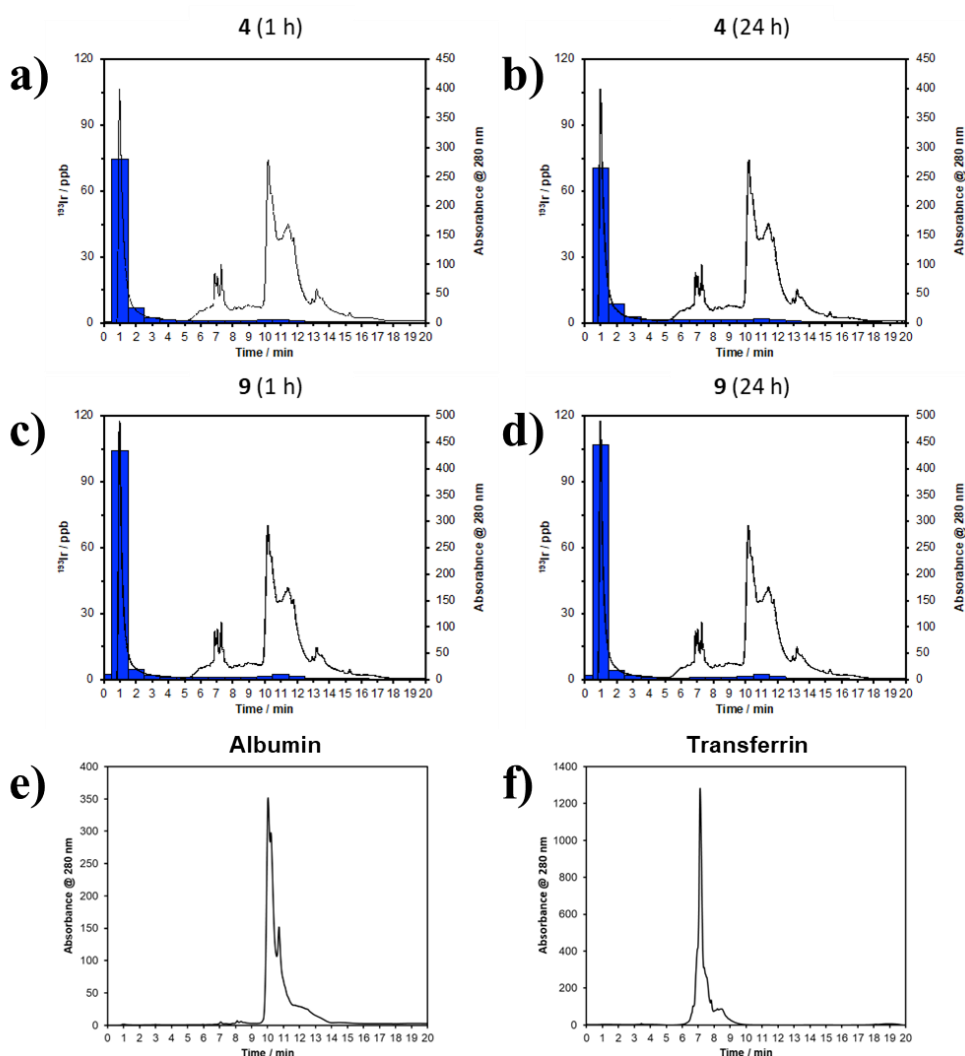 4 (1 h)
4 (24 h)
a)
120
90
60
30
0
¹⁹³Ir / ppb
450
400
350
300
250
200
150
100
50
0
Absorabnce @ 280 nm
0 1 2 3 4 5 6 7 8 9 10 11 12 13 14 15 16 17 18 19 20
Time / min
b)
120
90
60
30
0
¹⁹³Ir / ppb
450
400
350
300
250
200
150
100
50
0
Absorabnce @ 280 nm
0 1 2 3 4 5 6 7 8 9 10 11 12 13 14 15 16 17 18 19 20
Time / min
9 (1 h)
9 (24 h)
c)
120
90
60
30
0
¹⁹³Ir / ppb
500
450
400
350
300
250
200
150
100
50
0
Absorabnce @ 280 nm
0 1 2 3 4 5 6 7 8 9 10 11 12 13 14 15 16 17 18 19 20
Time / min
d)
120
90
60
30
0
¹⁹³Ir / ppb
500
450
400
350
300
250
200
150
100
50
0
Absorabnce @ 280 nm
0 1 2 3 4 5 6 7 8 9 10 11 12 13 14 15 16 17 18 19 20
Time / min
Albumin
Transferrin
e)
400
350
300
250
200
150
100
50
0
Absorbance @ 280 nm
0 1 2 3 4 5 6 7 8 9 10 11 12 13 14 15 16 17 18 19 20
Time / min
f)
1400
1200
1000
800
600
400
200
0
Absorbance @ 280 nm
0 1 2 3 4 5 6 7 8 9 10 11 12 13 14 15 16 17 18 19 20
Time / min